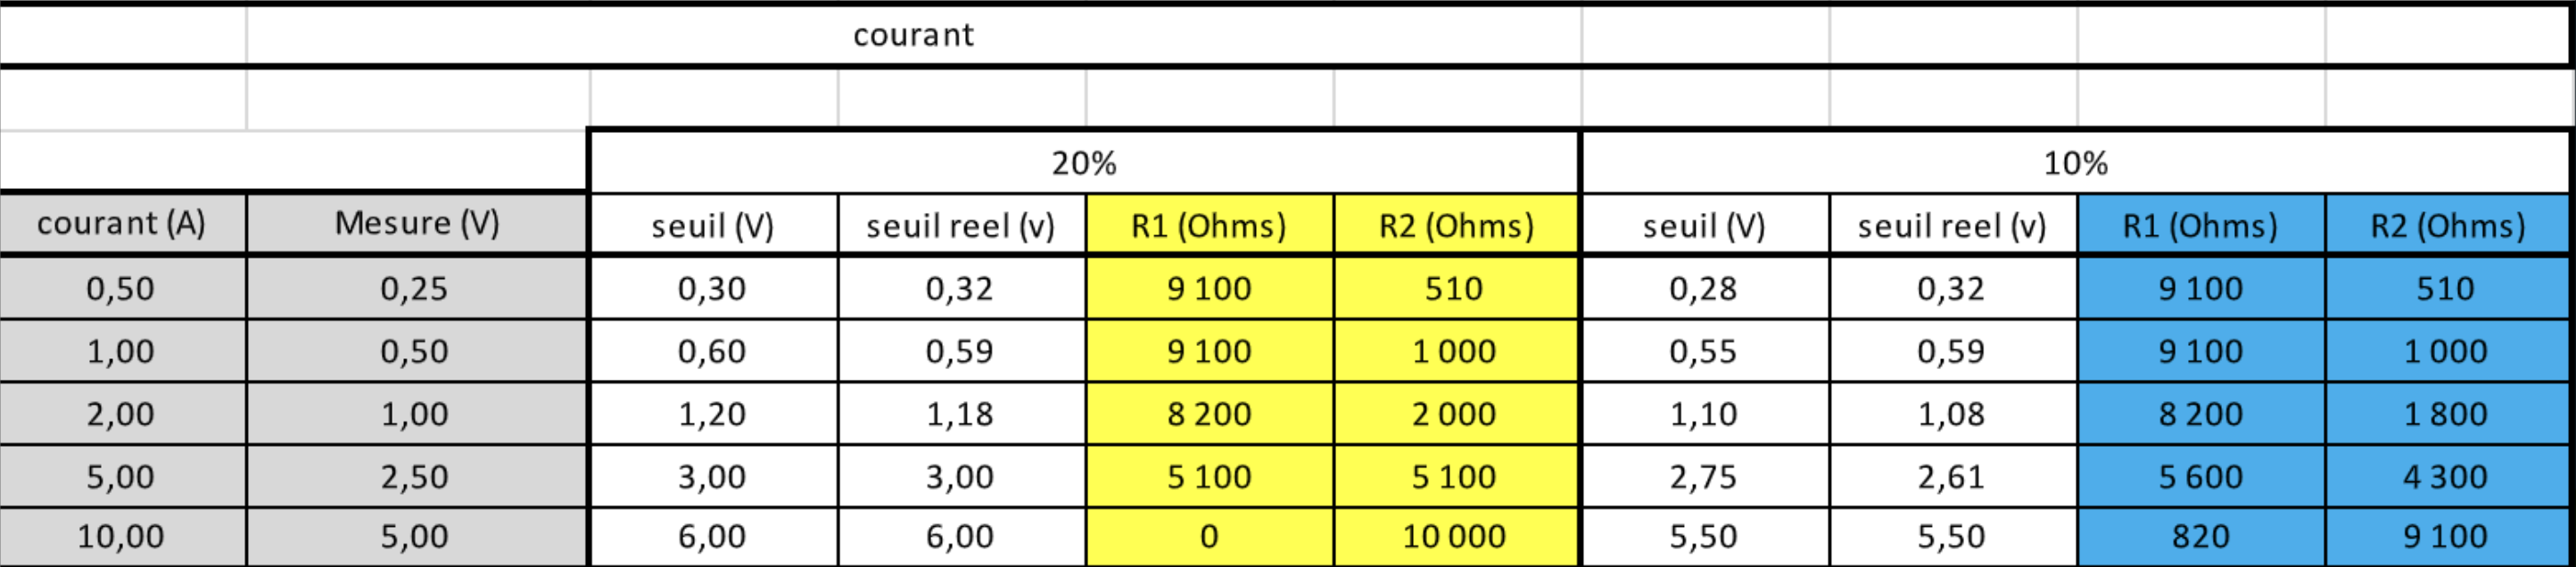 courant
20% 10%
courant (A) Mesure (V) seuil (V) seuil reel (v) R1 (Ohms) R2 (Ohms) seuil (V) seuil reel (v) R1 (Ohms) R2 (Ohms)
0,50 0,25 0,30 0,32 9 100 510 0,28 0,32 9 100 510
1,00 0,50 0,60 0,59 9 100 1 000 0,55 0,59 9 100 1 000
2,00 1,00 1,20 1,18 8 200 2 000 1,10 1,08 8 200 1 800
5,00 2,50 3,00 3,00 5 100 5 100 2,75 2,61 5 600 4 300
10,00 5,00 6,00 6,00 0 10 000 5,50 5,50 820 9 100